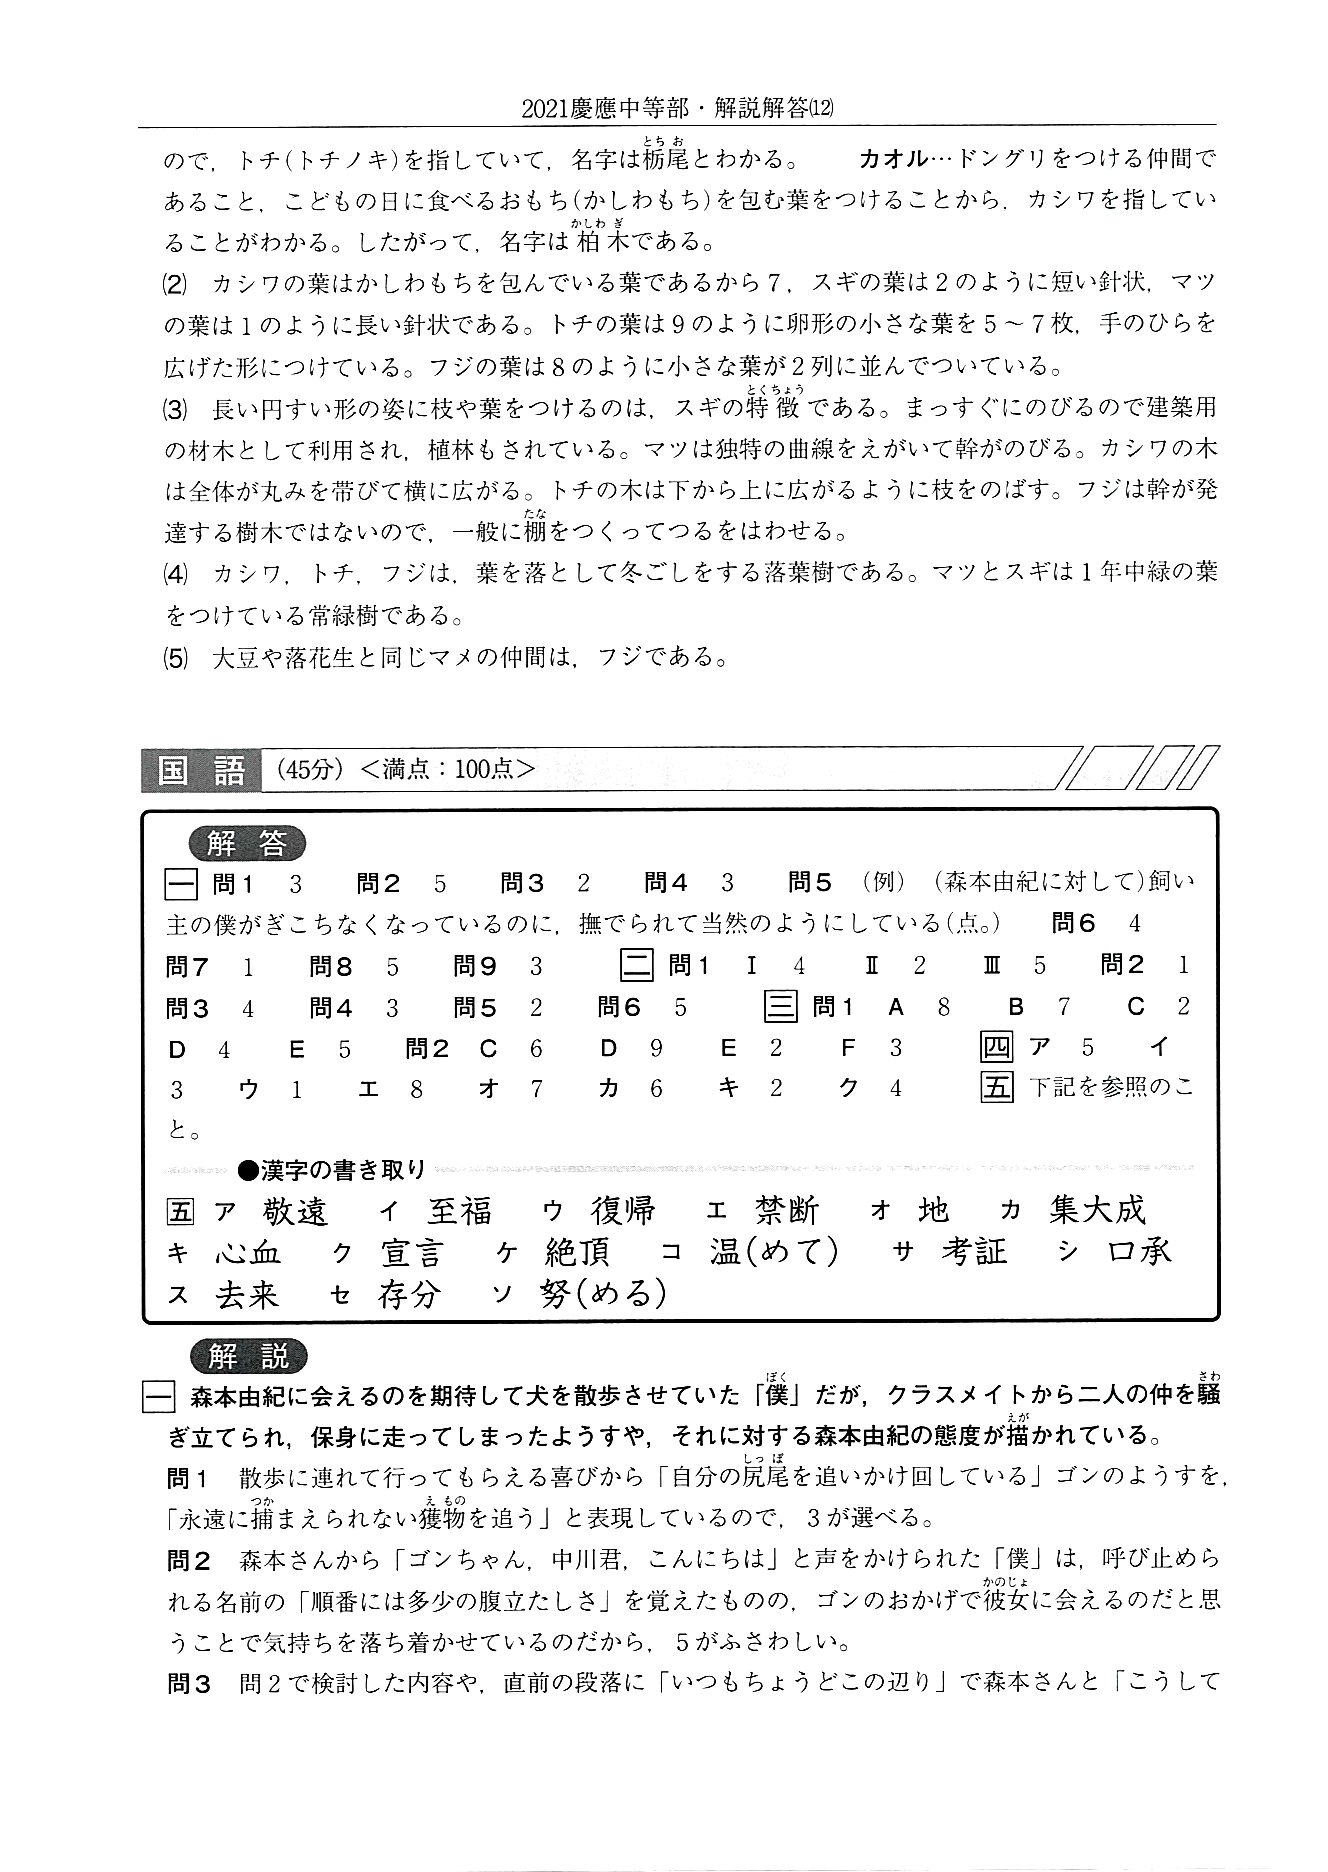 2021慶應中等部・解説解答⑿
ので，トチ(トチノキ)を指していて，名字は栃尾とわかる。　カオル…ドングリをつける仲間で
あること，こどもの日に食べるおもち(かしわもち)を包む葉をつけることから，カシワを指してい
ることがわかる。したがって，名字は柏木である。
⑵　カシワの葉はかしわもちを包んでいる葉であるから７，スギの葉は２のように短い針状，マツ
の葉は１のように長い針状である。トチの葉は９のように卵形の小さな葉を５～７枚，手のひらを
広げた形につけている。フジの葉は８のように小さな葉が２列に並んでついている。
⑶　長い円すい形の姿に枝や葉をつけるのは，スギの特徴である。まっすぐにのびるので建築用
の材木として利用され，植林もされている。マツは独特の曲線をえがいて幹がのびる。カシワの木
は全体が丸みを帯びて横に広がる。トチの木は下から上に広がるように枝をのばす。フジは幹が発
達する樹木ではないので，一般に棚をつくってつるをはわせる。
⑷　カシワ，トチ，フジは，葉を落として冬ごしをする落葉樹である。マツとスギは１年中緑の葉
をつけている常緑樹である。
⑸　大豆や落花生と同じマメの仲間は，フジである。
国語　(45分)　＜満点：100点＞
解答
一　問１　３　問２　５　問３　２　問４　３　問５　(例)　(森本由紀に対して)飼い
主の僕がぎこちなくなっているのに，撫でられて当然のようにしている(点。)　問６　４
問７　１　問８　５　問９　３　二　問１　Ⅰ　４　Ⅱ　２　Ⅲ　５　問２　１
問３　４　問４　３　問５　２　問６　５　三　問１　A　８　B　７　C　２
D　４　E　５　問２　C　６　D　９　E　２　F　３　四　ア　５　イ
３　ウ　１　エ　８　オ　７　カ　６　キ　２　ク　４　五　下記を参照のこ
と。
●漢字の書き取り
五　ア　敬遠　イ　至福　ウ　復帰　エ　禁断　オ　地　カ　集大成
キ　心血　ク　宣言　ケ　絶頂　コ　温(めて)　サ　考証　シ　口承
ス　去来　セ　存分　ソ　努(める)
解説
一　森本由紀に会えるのを期待して犬を散歩させていた「僕」だが，クラスメイトから二人の仲を騒
ぎ立てられ，保身に走ってしまったようすや，それに対する森本由紀の態度が描かれている。
問１　散歩に連れて行ってもらえる喜びから「自分の尻尾を追いかけ回している」ゴンのようすを，
「永遠に捕まえられない獲物を追う」と表現しているので，３が選べる。
問２　森本さんから「ゴンちゃん，中川君，こんにちは」と声をかけられた「僕」は，呼び止めら
れる名前の「順番には多少の腹立たしさ」を覚えたものの，ゴンのおかげで彼女に会えるのだと思
うことで気持ちを落ち着かせているのだから，５がふさわしい。
問３　問２で検討した内容や，直前の段落に「いつもちょうどこの辺り」で森本さんと「こうして